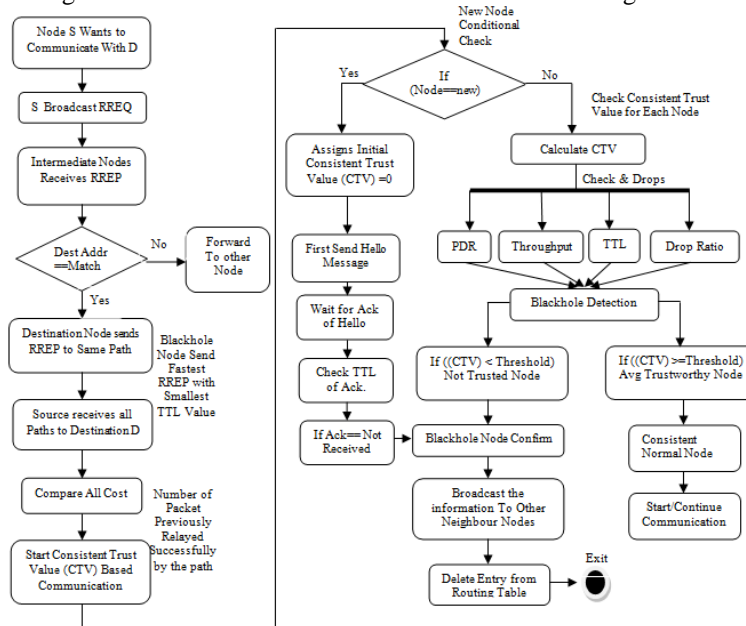 Node S Wants to
Communicate With D
S Broadcast RREQ
Intermediate Nodes
Receives RREP
Dest Addr
==Match
No
Forward
To other
Node
Yes
Destination Node sends
RREP to Same Path
Blackhole
Node Send
Fastest
RREP with
Smallest
TTL Value
Source receives all
Paths to Destination D
Compare All Cost
Number of
Packet
Previously
Relayed
Successfully
by the path
Start Consistent Trust
Value (CTV) Based
Communication
New Node
Conditional
Check
If
(Node==new)
Yes
No
Assigns Initial
Consistent Trust
Value (CTV) =0
First Send Hello
Message
Wait for Ack
of Hello
Check TTL
of Ack.
If Ack== Not
Received
Check Consistent Trust
Value for Each Node
Calculate CTV
Check & Drops
PDR
Throughput
TTL
Drop Ratio
Blackhole Detection
If ((CTV) < Threshold)
Not Trusted Node
If ((CTV) >=Threshold)
Avg Trustworthy Node
Blackhole Node Confirm
Consistent
Normal Node
Broadcast the
information To Other
Neighbour Nodes
Start/Continue
Communication
Delete Entry from
Routing Table
Exit